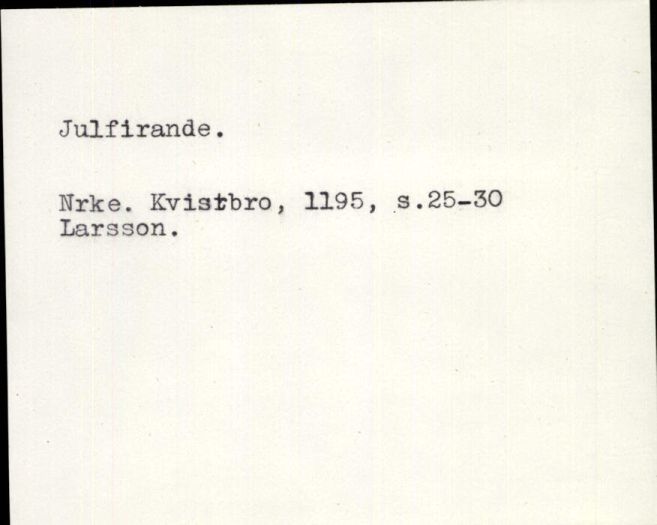 Julfirande.
Nrke. Kvistbro, 1195, s.25-30
Larsson.